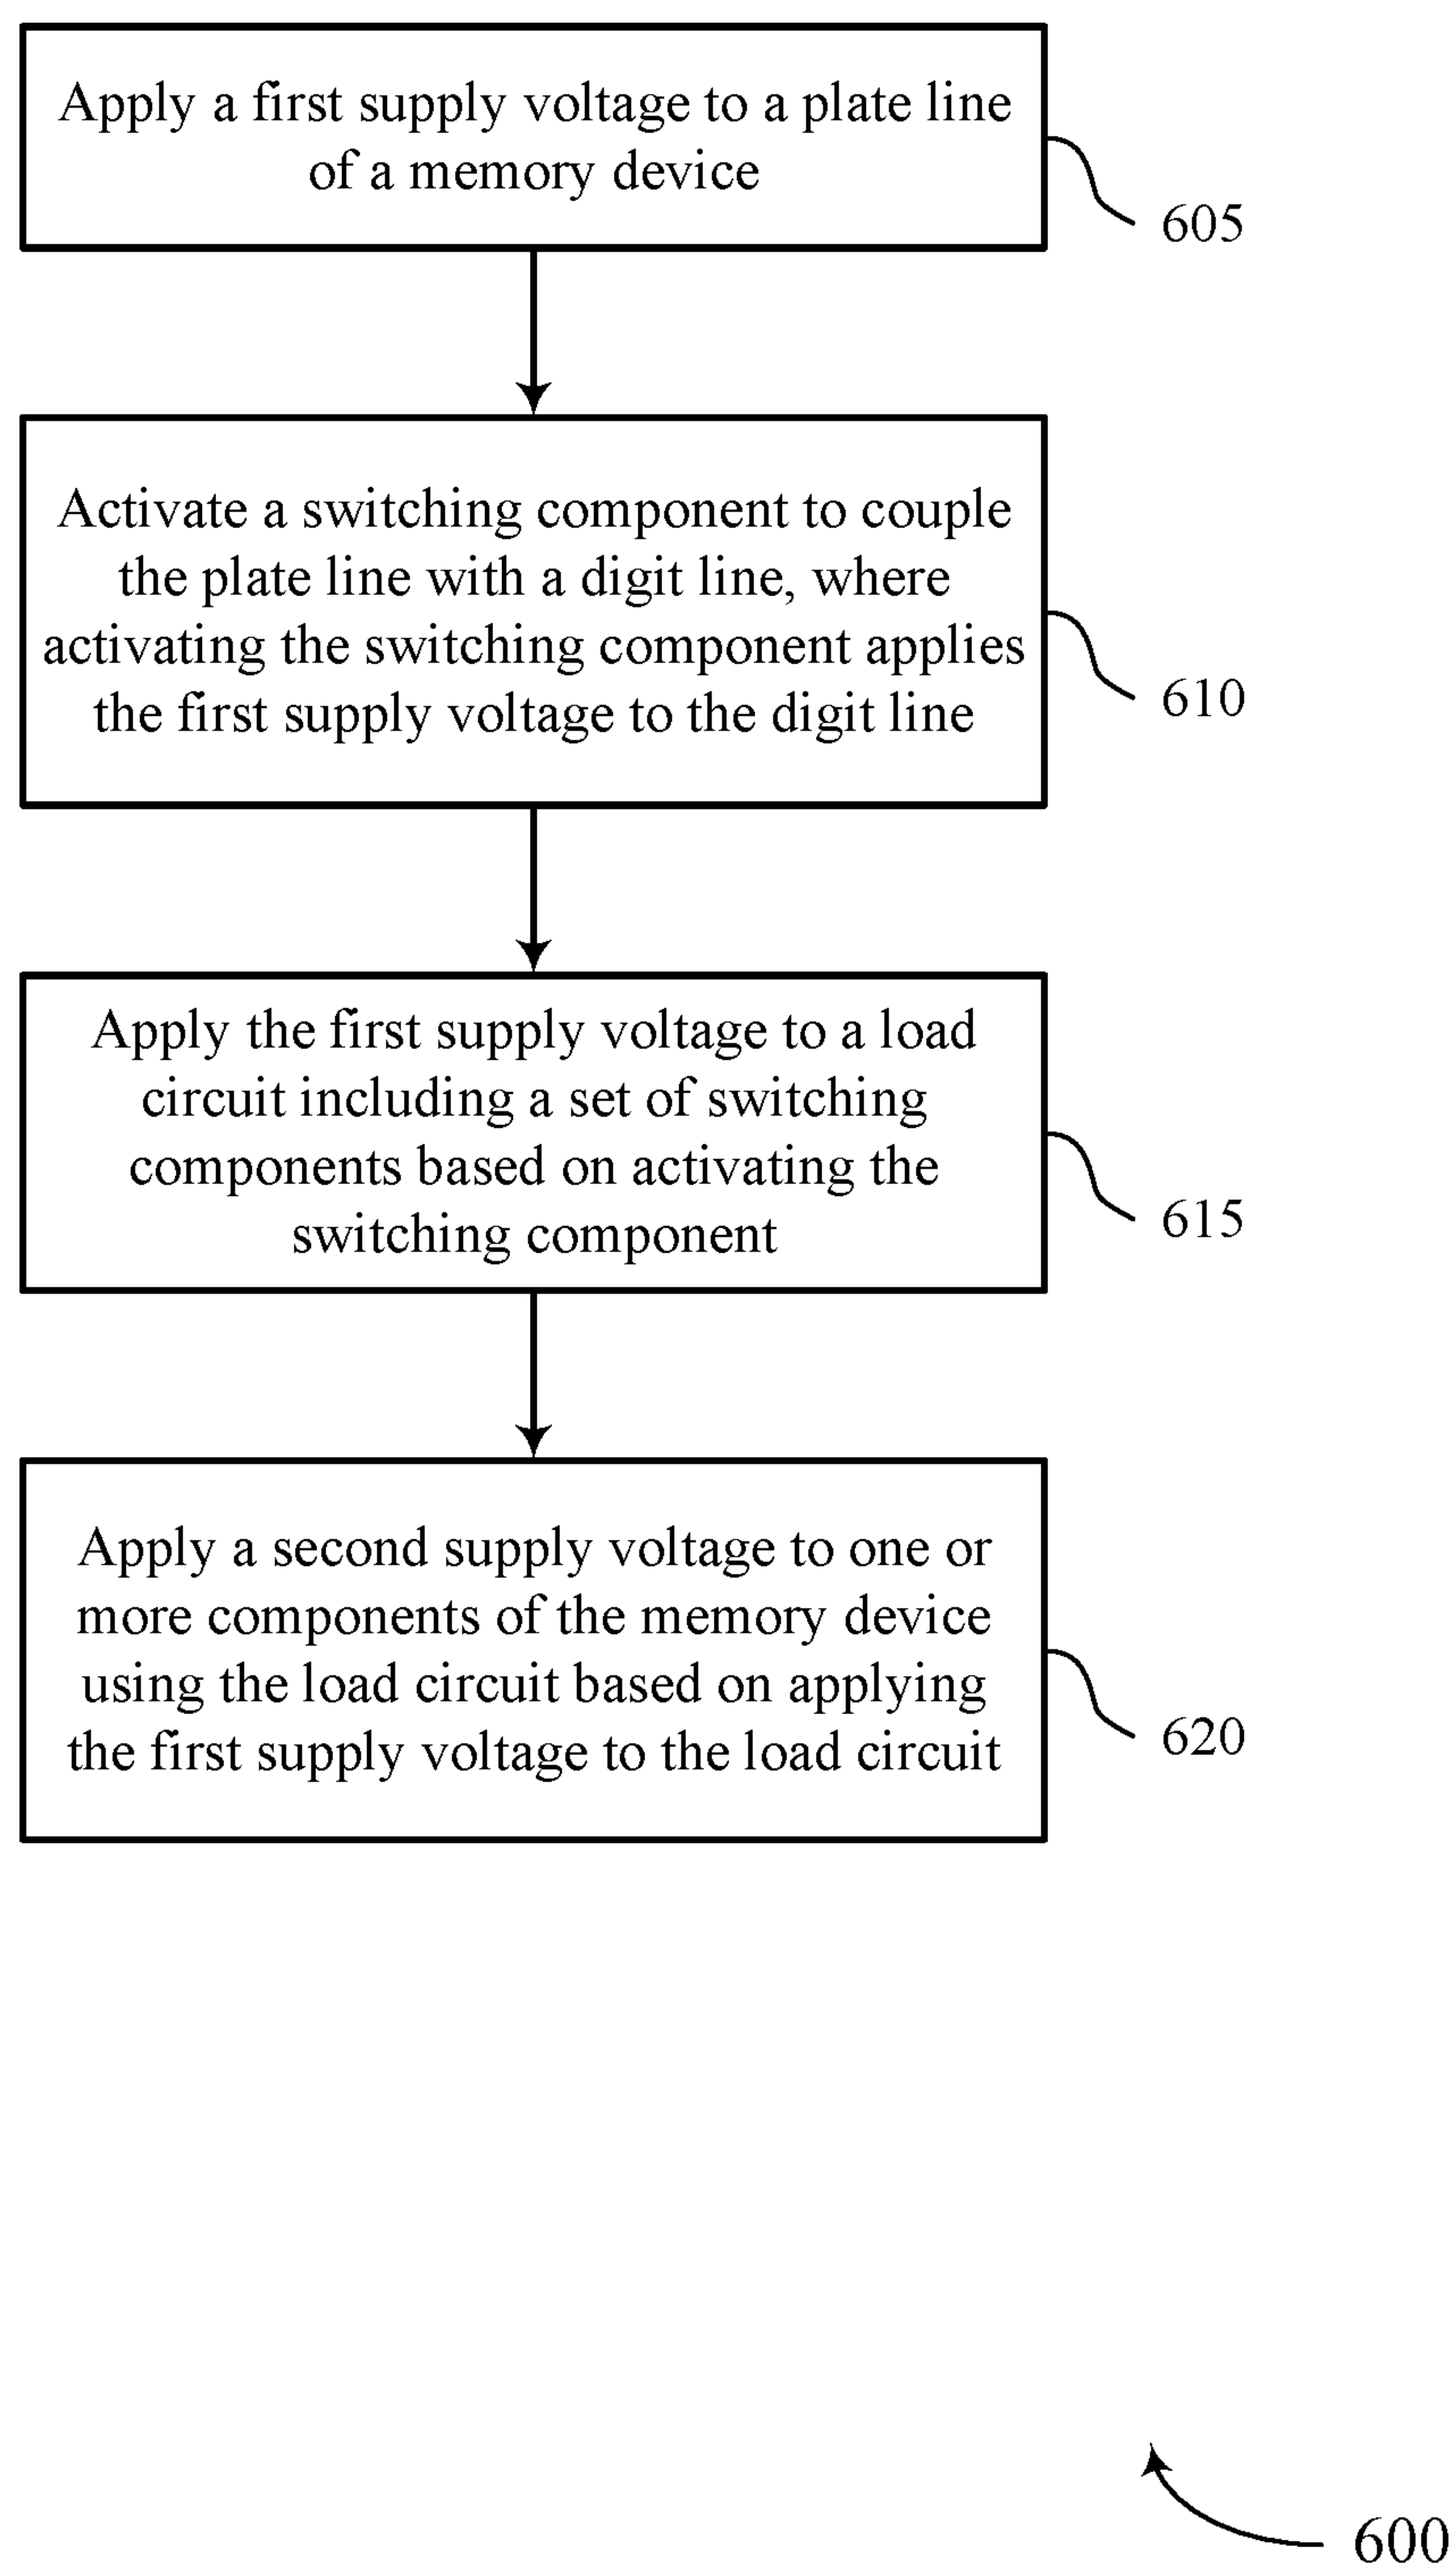 Apply a first supply voltage to a plate line
of a memory device
605
Activate a switching component to couple
the plate line with a digit line, where
activating the switching component applies
the first supply voltage to the digit line
610
Apply the first supply voltage to a load
circuit including a set of switching
components based on activating the
switching component
615
Apply a second supply voltage to one or
more components of the memory device
using the load circuit based on applying
the first supply voltage to the load circuit
620
600